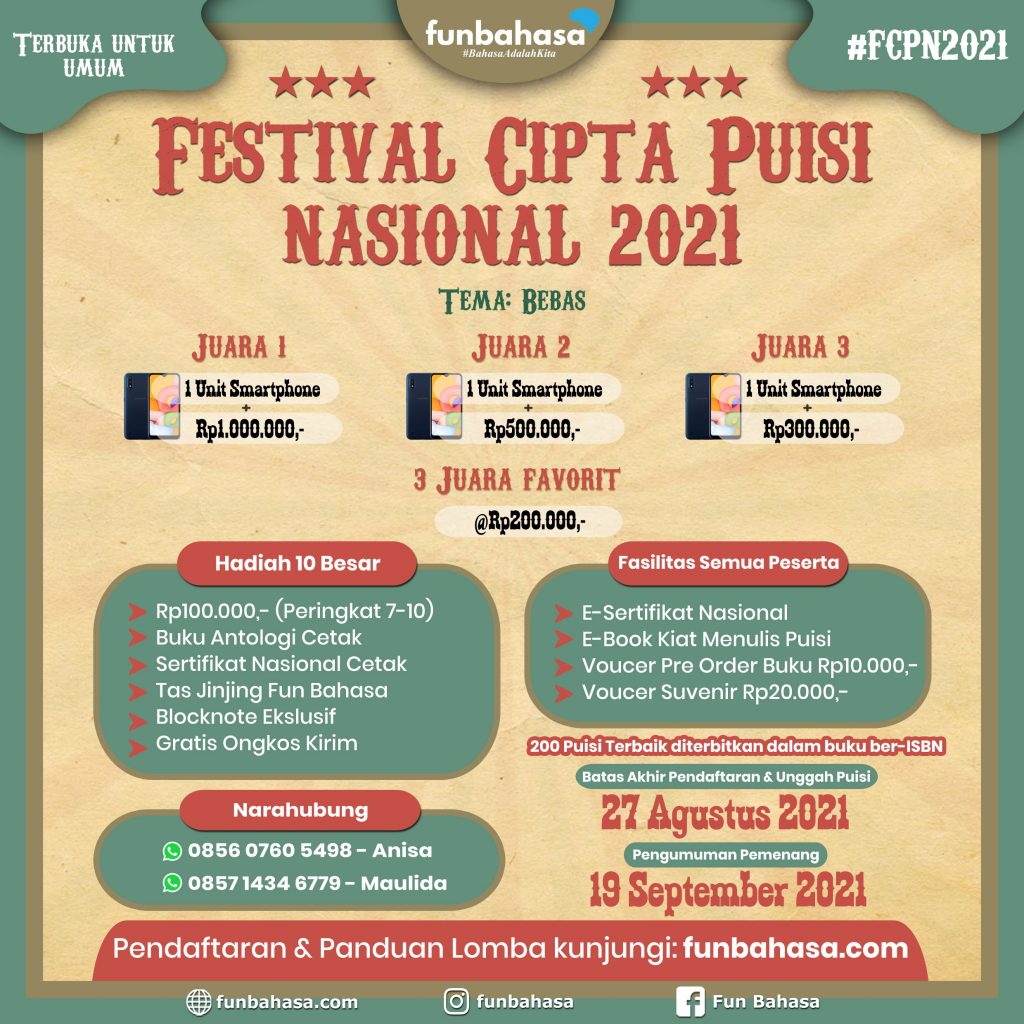 Terbuka untuk
umum
funbahasa
#BahasaAdalahKita
#FCPN2021
Festival Cipta Puisi
nasional 2021
Tema: Bebas
Juara 1
1 Unit Smartphone
+
Rp1.000.000,-
Juara 2
1 Unit Smartphone
+
Rp500.000,-
Juara 3
1 Unit Smartphone
+
Rp300.000,-
3 Juara favorit
@Rp200.000,-
Hadiah 10 Besar
Rp100.000,- (Peringkat 7-10)
Buku Antologi Cetak
Sertifikat Nasional Cetak
Tas Jinjing Fun Bahasa
Blocknote Ekslusif
Gratis Ongkos Kirim
Fasilitas Semua Peserta
E-Sertifikat Nasional
E-Book Kiat Menulis Puisi
Voucer Pre Order Buku Rp10.000,-
Voucer Suvenir Rp20.000,-
200 Puisi Terbaik diterbitkan dalam buku ber-ISBN
Batas Akhir Pendaftaran & Unggah Puisi
27 Agustus 2021
Pengumuman Pemenang
19 September 2021
Narahubung
0856 0760 5498 - Anisa
0857 1434 6779 - Maulida
Pendaftaran & Panduan Lomba kunjungi: funbahasa.com
funbahasa.com
funbahasa
Fun Bahasa